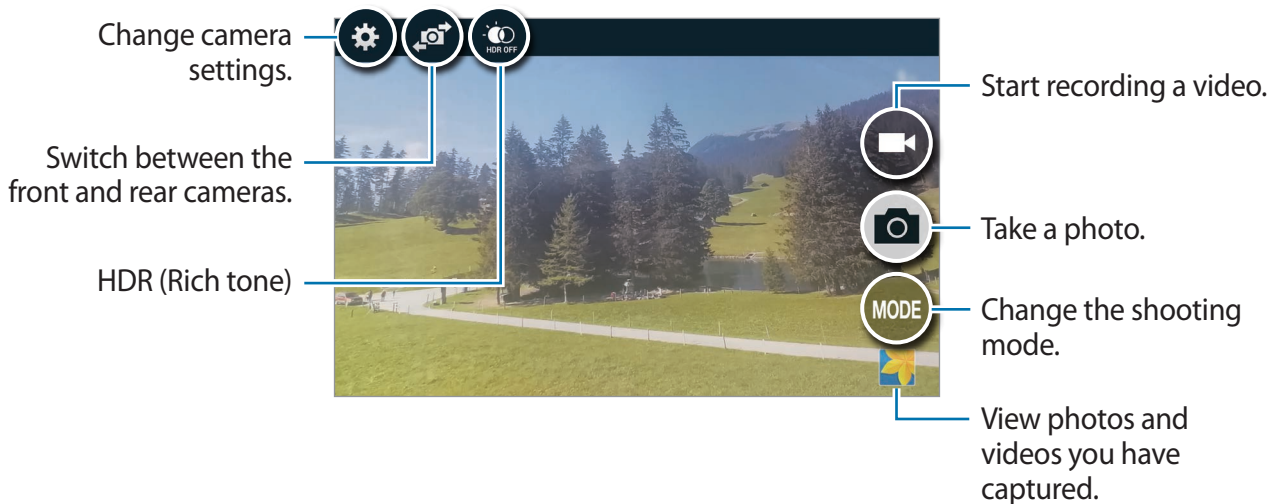 Change camera
settings.
Switch between the
front and rear cameras.
HDR (Rich tone)
HDR OFF
Start recording a video.
Take a photo.
MODE
Change the shooting
mode.
View photos and
videos you have
captured.